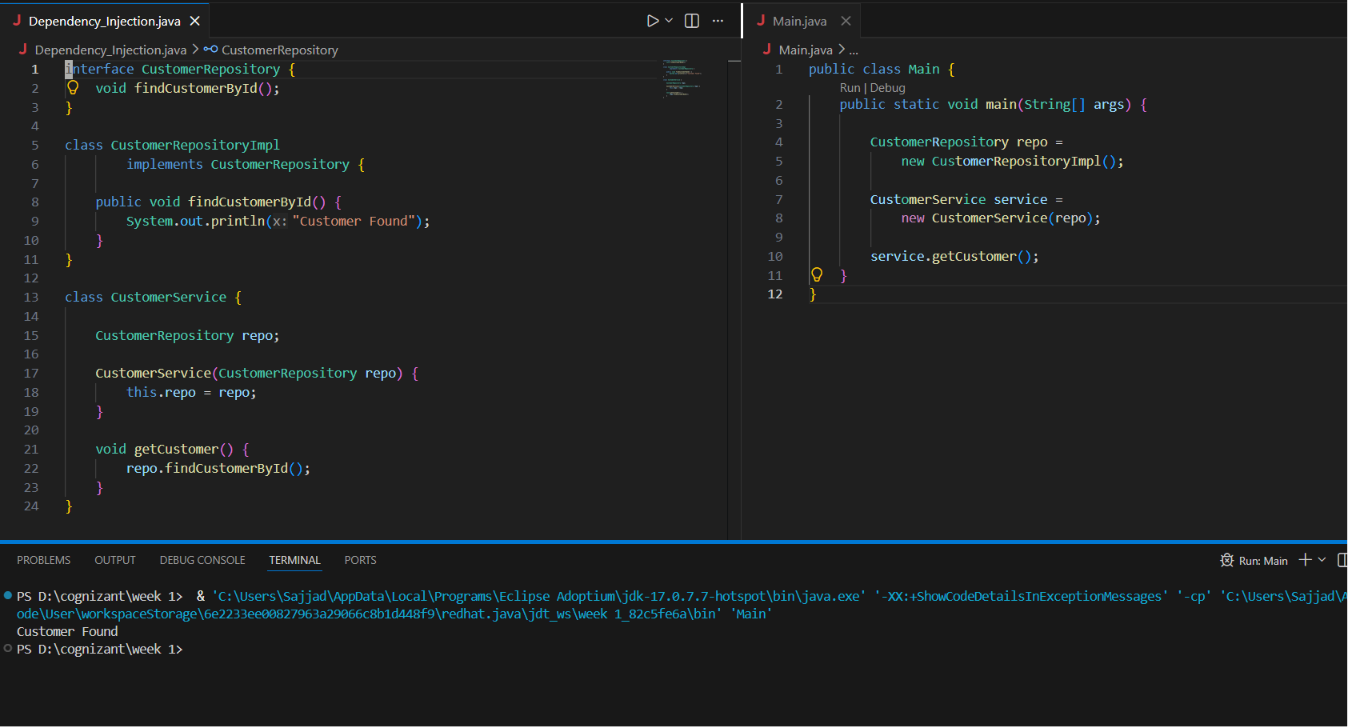 Dependency_Injection.java
Dependency_Injection.java > CustomerRepository
1 interface CustomerRepository {
2 void findCustomerById();
3 }
4
5 class CustomerRepositoryImpl
6 implements CustomerRepository {
7
8 public void findCustomerById() {
9 System.out.println(x: "Customer Found");
10 }
11 }
12
13 class CustomerService {
14
15 CustomerRepository repo;
16
17 CustomerService(CustomerRepository repo) {
18 this.repo = repo;
19 }
20
21 void getCustomer() {
22 repo.findCustomerById();
23 }
24 }
Main.java
Main.java > ...
1 public class Main {
Run | Debug
2 public static void main(String[] args) {
3
4 CustomerRepository repo =
5 new CustomerRepositoryImpl();
6
7 CustomerService service =
8 new CustomerService(repo);
9
10 service.getCustomer();
11 }
12 }
PROBLEMS OUTPUT DEBUG CONSOLE TERMINAL PORTS
Run: Main
PS D:\cognizant\week 1> & 'C:\Users\Sajjad\AppData\Local\Programs\Eclipse Adoptium\jdk-17.0.7.7-hotspot\bin\java.exe' '-XX:+ShowCodeDetailsInExceptionMessages' '-cp' 'C:\Users\Sajjad\A
ode\User\workspaceStorage\6e2233ee00827963a29066c8b1d448f9\redhat.java\jdt_ws\week 1_82c5fe6a\bin' 'Main'
Customer Found
PS D:\cognizant\week 1>